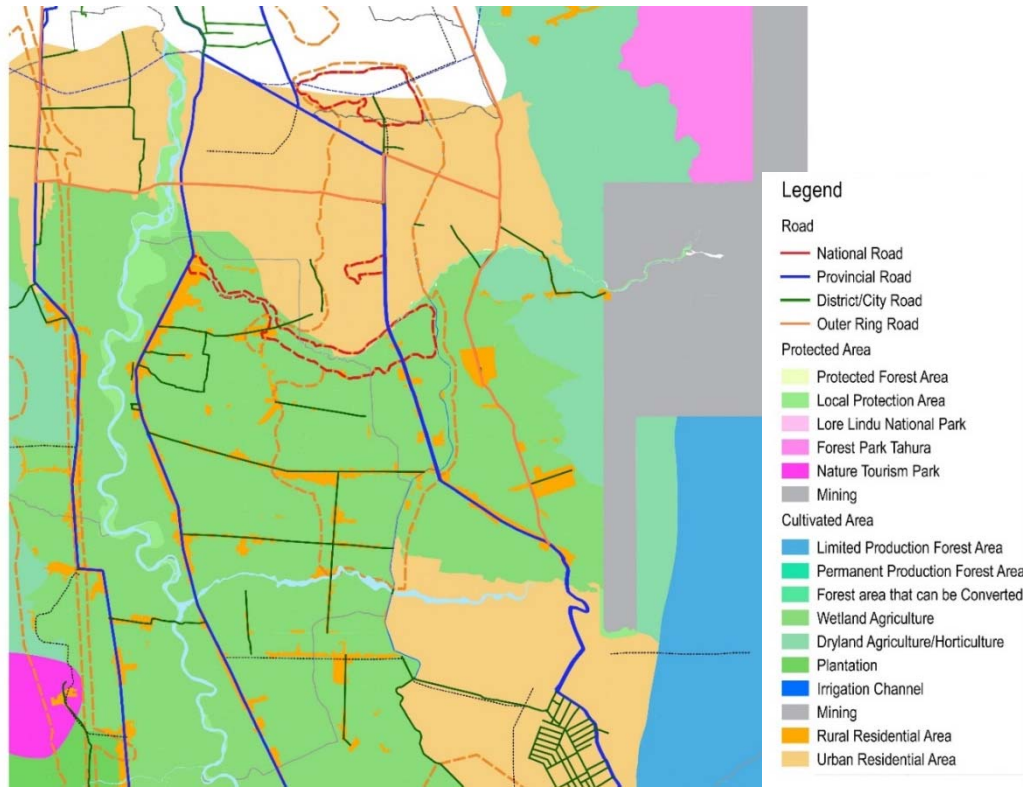 Legend
Road
National Road
Provincial Road
District/City Road
Outer Ring Road
Protected Area
Protected Forest Area
Local Protection Area
Lore Lindu National Park
Forest Park Tahura
Nature Tourism Park
Mining
Cultivated Area
Limited Production Forest Area
Permanent Production Forest Area
Forest area that can be Converted
Wetland Agriculture
Dryland Agriculture/Horticulture
Plantation
Irrigation Channel
Mining
Rural Residential Area
Urban Residential Area